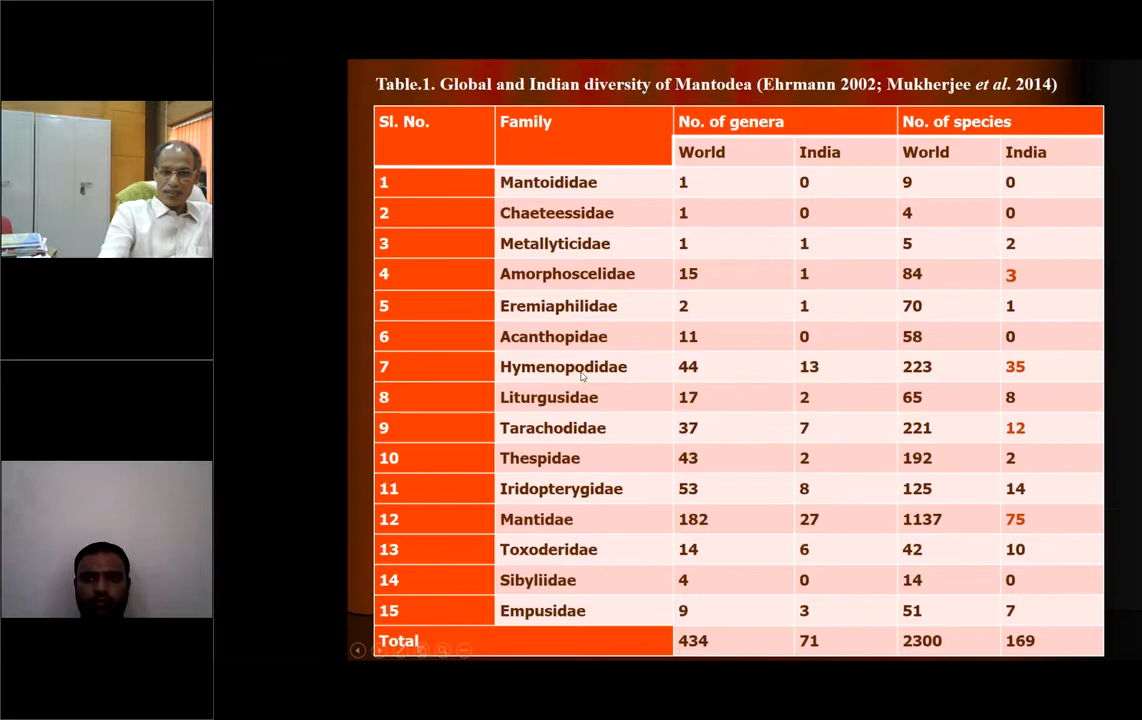 Table.1. Global and Indian diversity of Mantodea (Ehrmann 2002; Mukherjee et al. 2014)
Sl. No. Family No. of genera No. of species
World India World India
1 Mantoididae 1 0 9 0
2 Chaeteessidae 1 0 4 0
3 Metallyticidae 1 1 5 2
4 Amorphoscelidae 15 1 84 3
5 Eremiaphilidae 2 1 70 1
6 Acanthopidae 11 0 58 0
7 Hymenopodidae 44 13 223 35
8 Liturgusidae 17 2 65 8
9 Tarachodidae 37 7 221 12
10 Thespidae 43 2 192 2
11 Iridopterygidae 53 8 125 14
12 Mantidae 182 27 1137 75
13 Toxoderidae 14 6 42 10
14 Sibyliidae 4 0 14 0
15 Empusidae 9 3 51 7
Total 434 71 2300 169